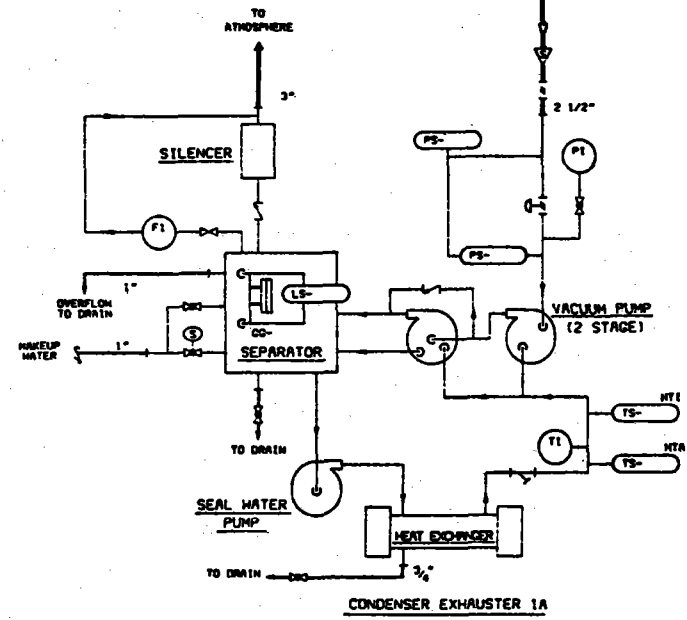 TO
ATMOSPHERE
3"
2 1/2"
PS-
PI
SILENCER
FI
PS-
1"
OVERFLOW
TO DRAIN
LS-
GG-
VACUUM PUMP
(2 STAGE)
S
MAKEUP
WATER
1"
SEPARATOR
HTI
TS-
TI
TO DRAIN
HTA
TS-
SEAL WATER
PUMP
HEAT EXCHANGER
TO DRAIN
3/4"
CONDENSER EXHAUSTER 1A